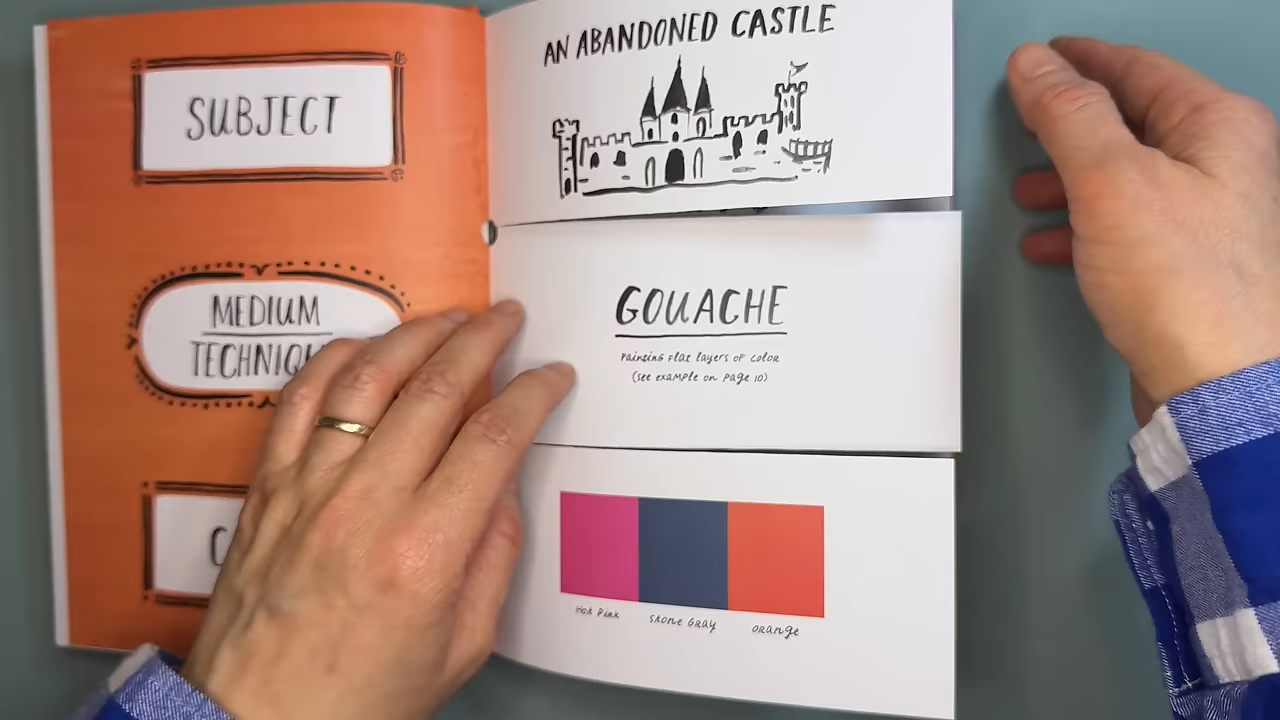 SUBJECT
MEDIUM
AN ABANDONED CASTLE
GOUACHE
Painting Flat layers of color
(see example on page 10)
Hot Pink
Stone Gray
Orange